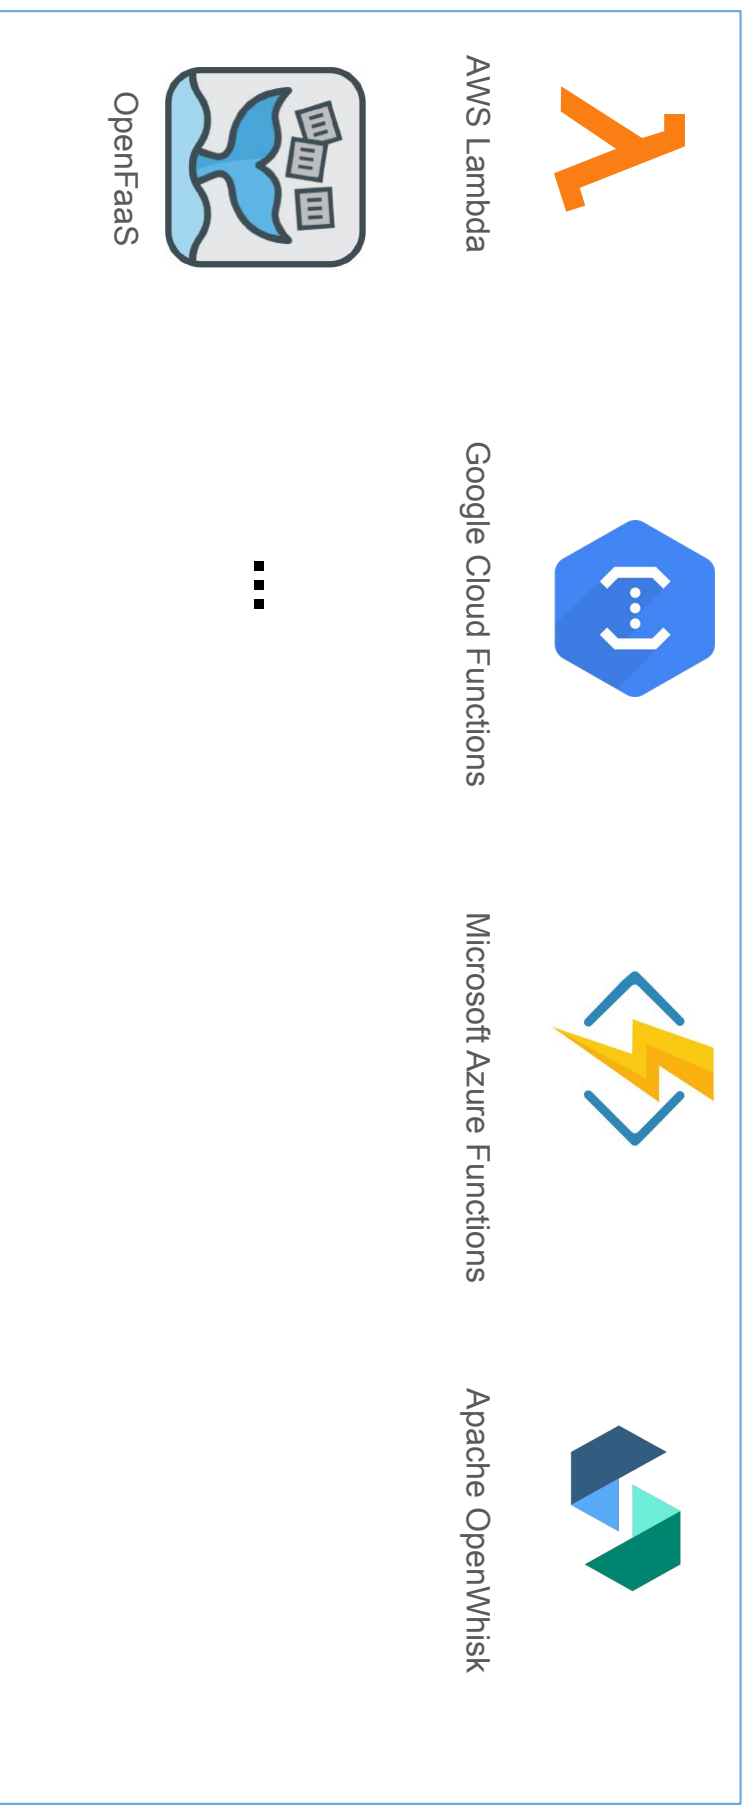 AWS Lambda
Google Cloud Functions
Microsoft Azure Functions
Apache OpenWhisk
OpenFaaS
...